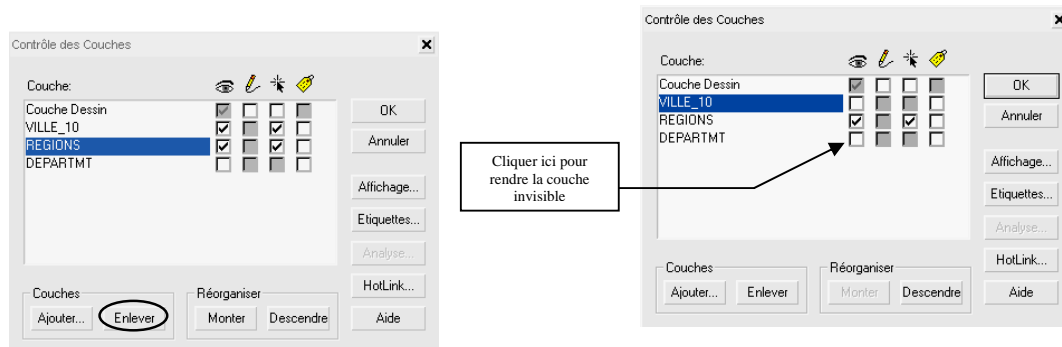 Contrôle des Couches
Couche:
Couche Dessin
VILLE_10
REGIONS
DEPARTMT
OK
Annuler
Affichage...
Etiquettes...
Analyse...
HotLink...
Aide
Couches
Ajouter...
Enlever
Réorganiser
Monter
Descendre
Cliquer ici pour
rendre la couche
invisible
Contrôle des Couches
Couche:
Couche Dessin
VILLE_10
REGIONS
DEPARTMT
OK
Annuler
Affichage...
Etiquettes...
Analyse...
HotLink...
Aide
Couches
Ajouter...
Enlever
Réorganiser
Monter
Descendre